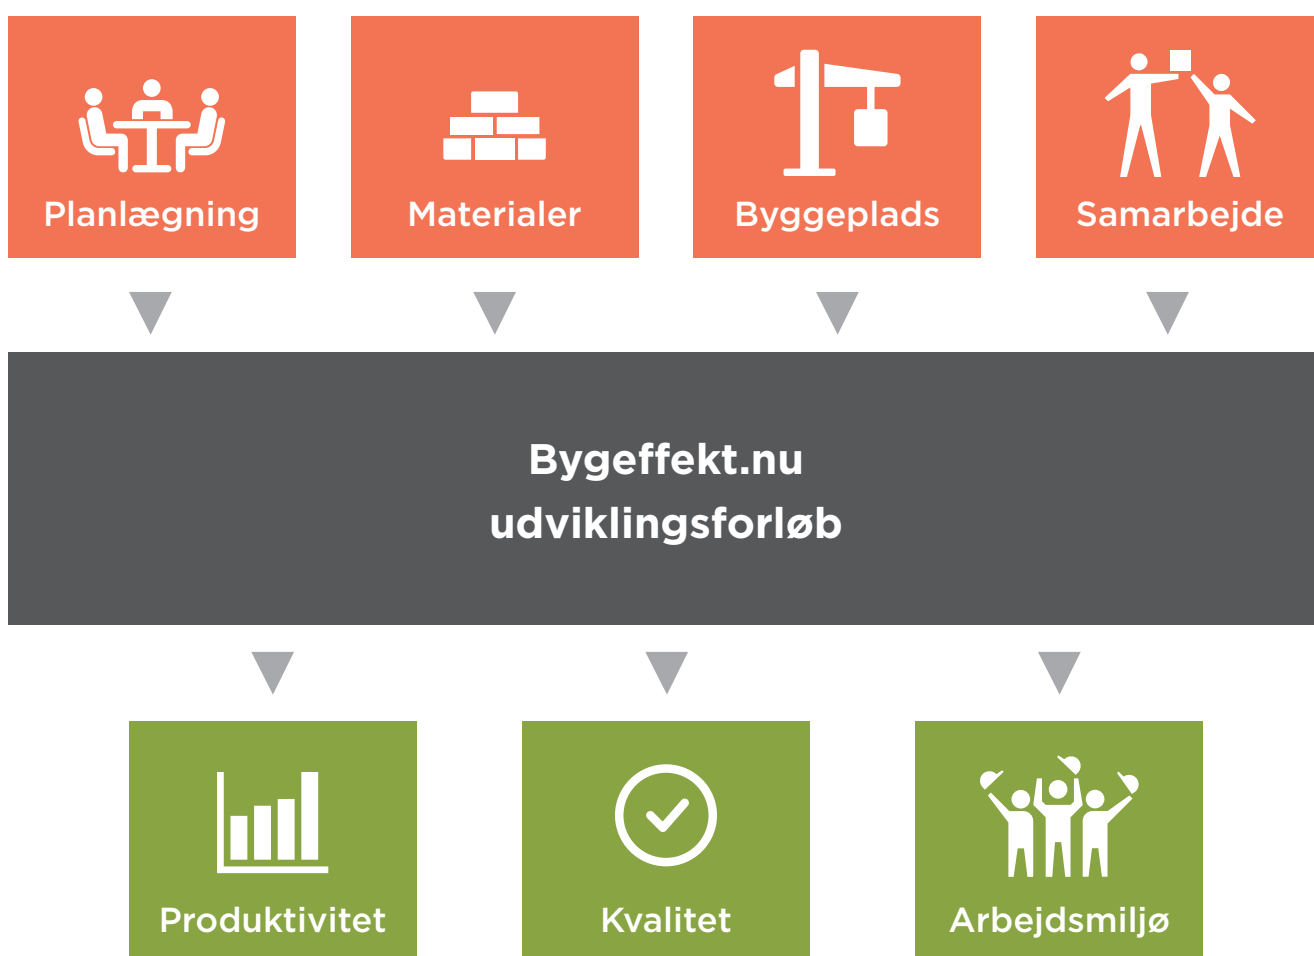 Planlægning
Materialer
Byggeplads
Samarbejde
Bygeffekt.nu
udviklingsforløb
Produktivitet
Kvalitet
Arbejdsmiljø